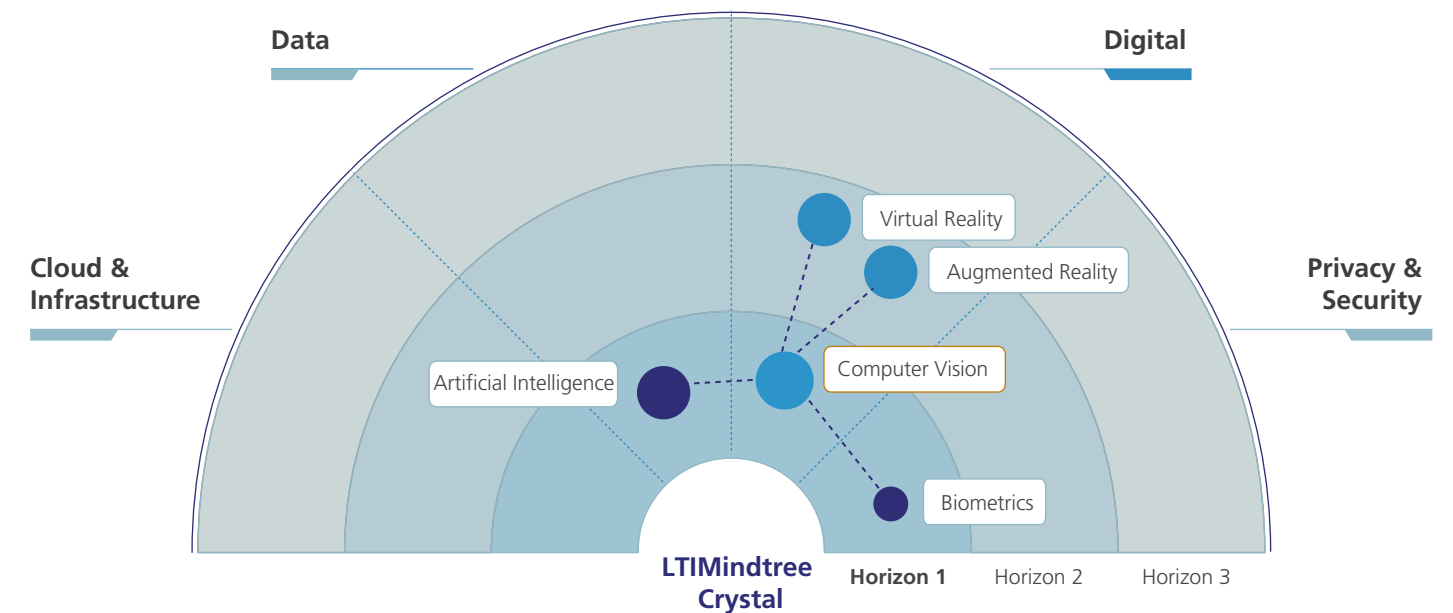 Data
Digital
Virtual Reality
Augmented Reality
Cloud &
Infrastructure
Privacy &
Security
Artificial Intelligence
Computer Vision
Biometrics
LTIMindtree
Crystal
Horizon 1
Horizon 2
Horizon 3